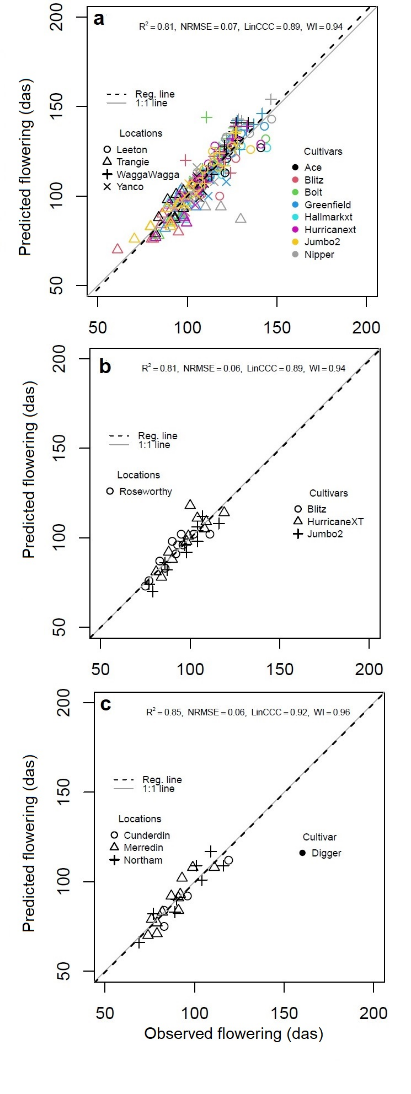 a
R² = 0.81, NRMSE = 0.07, LinCCC = 0.89, WI = 0.94
Reg. line
1:1 line
Locations
Leeton
Trangie
WaggaWagga
Yanco
Cultivars
Ace
Blitz
Bolt
Greenfield
Hallmarkxt
Hurricanext
Jumbo2
Nipper
Predicted flowering (das)
50
100
150
200
50
100
150
200
b
R² = 0.81, NRMSE = 0.06, LinCCC = 0.89, WI = 0.94
Reg. line
1:1 line
Locations
Roseworthy
Cultivars
Blitz
HurricaneXT
Jumbo2
Predicted flowering (das)
50
100
150
200
50
100
150
200
c
R² = 0.85, NRMSE = 0.06, LinCCC = 0.92, WI = 0.96
Reg. line
1:1 line
Locations
Cunderdin
Merredin
Northam
Cultivar
Digger
Predicted flowering (das)
50
100
150
200
50
100
150
200
Observed flowering (das)